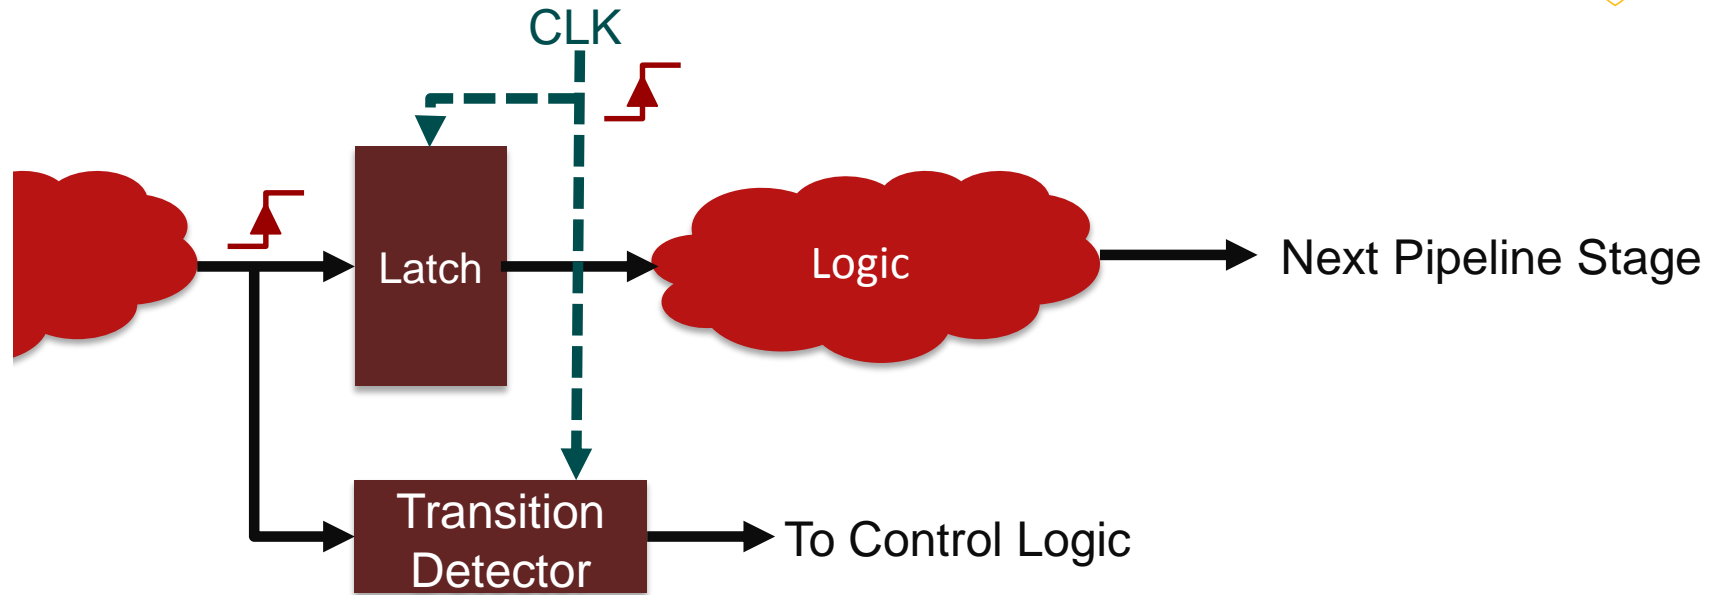 CLK
Latch
Logic
Next Pipeline Stage
Transition
Detector
To Control Logic